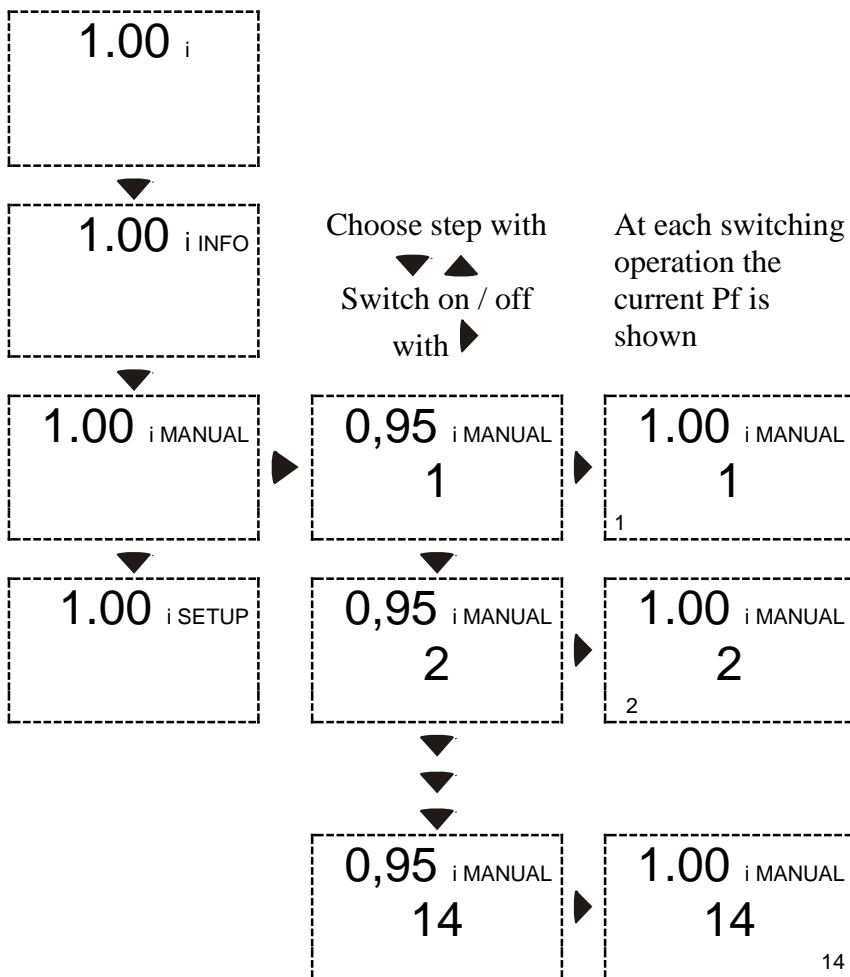 1.00 i
1.00 i INFO
Choose step with
Switch on / off
with
At each switching
operation the
current Pf is
shown
1.00 i MANUAL
0,95 i MANUAL
1
1.00 i MANUAL
1
1
1.00 i SETUP
0,95 i MANUAL
2
1.00 i MANUAL
2
2
0,95 i MANUAL
14
1.00 i MANUAL
14
14